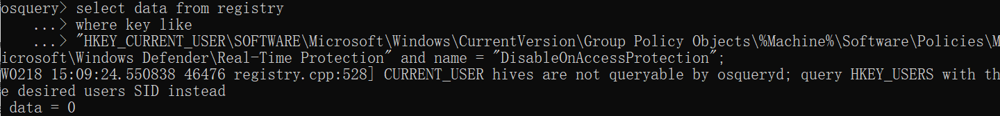 osquery> select data from registry
    ...> where key like
    ...> "HKEY_CURRENT_USER\SOFTWARE\Microsoft\Windows\CurrentVersion\Group Policy Objects\%Machine%\Software\Policies\M
icrosoft\Windows Defender\Real-Time Protection" and name = "DisableOnAccessProtection";
W0218 15:09:24.550838 46476 registry.cpp:528] CURRENT_USER hives are not queryable by osqueryd; query HKEY_USERS with th
e desired users SID instead
 data = 0